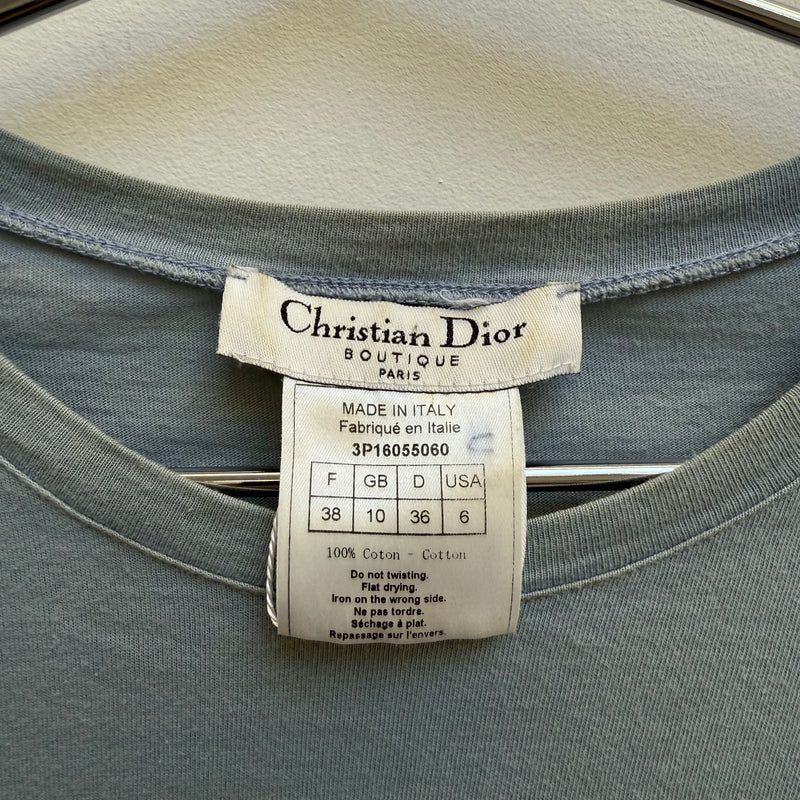 Christian Dior
BOUTIQUE
PARIS
MADE IN ITALY
Fabriqué en Italie
3P16055060
F GB D USA
38 10 36 6
100% Coton - Cotton
Do not twisting.
Flat drying.
Iron on the wrong side.
Ne pas tordre.
Séchage à plat.
Repassage sur l'envers.